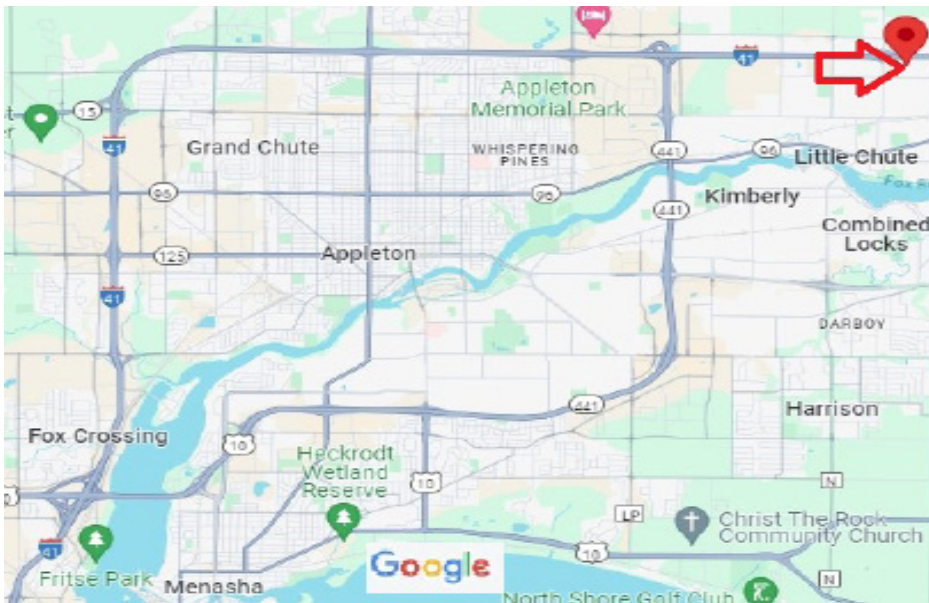 41
Appleton
Memorial Park
15
41
Grand Chute
WHISPERING
PINES
441
96
Little Chute
96
96
441
Kimberly
Combined
Locks
125
Appleton
41
DARBOY
441
Harrison
Fox Crossing
10
Heckrodt
Wetland
Reserve
10
N
LP
Christ The Rock
Community Church
41
10
Fritse Park
Google
N
Menasha
North Shore Golf Club